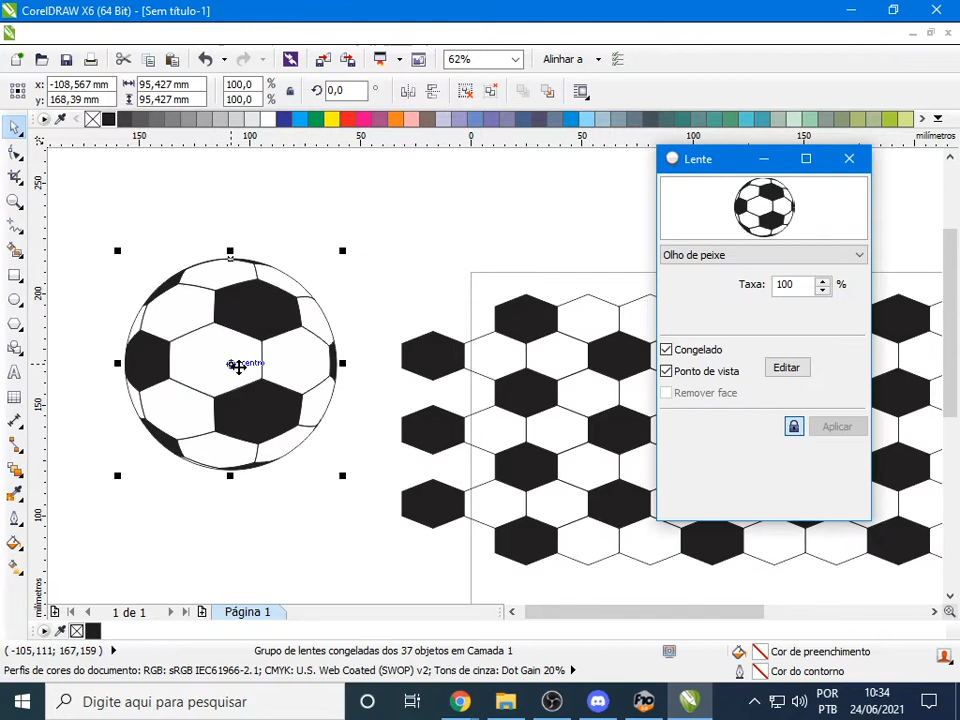 CorelDRAW X6 (64 Bit) - [Sem título-1]
62%
Alinhar a
x: -108,567 mm
y: 168,39 mm
95,427 mm
95,427 mm
100,0 %
100,0
0,0 °
150 100 50 0 50 100 150 milímetros
250
200
150
100
milímetros
centro
Lente
Olho de peixe
Taxa: 100 %
Congelado
Ponto de vista
Editar
Remover face
Aplicar
1 de 1
Página 1
( -105,111; 167,159 )
Grupo de lentes congeladas dos 37 objetos em Camada 1
Cor de preenchimento
Perfis de cores do documento: RGB: sRGB IEC61966-2.1; CMYK: U.S. Web Coated (SWOP) v2; Tons de cinza: Dot Gain 20%
Cor do contorno
Digite aqui para pesquisar
POR
PTB
10:34
24/06/2021